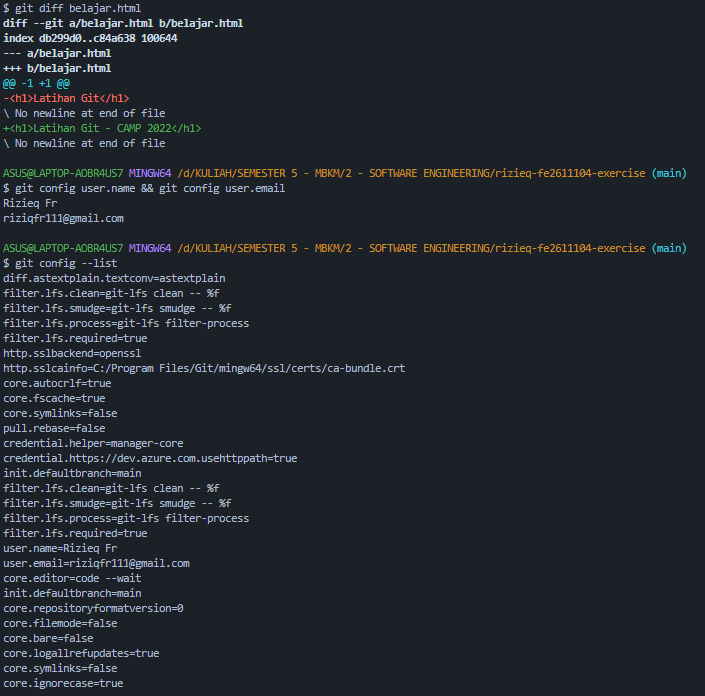 $ git diff belajar.html
diff --git a/belajar.html b/belajar.html
index db299d0..c84a638 100644
--- a/belajar.html
+++ b/belajar.html
@@ -1 +1 @@
-<h1>Latihan Git</h1>
\ No newline at end of file
+<h1>Latihan Git - CAMP 2022</h1>
\ No newline at end of file
ASUS@LAPTOP-AOBR4US7 MINGW64 /d/KULIAH/SEMESTER 5 - MBKM/2 - SOFTWARE ENGINEERING/rizieq-fe2611104-exercise (main)
$ git config user.name && git config user.email
Rizieq Fr
riziqfr111@gmail.com
ASUS@LAPTOP-AOBR4US7 MINGW64 /d/KULIAH/SEMESTER 5 - MBKM/2 - SOFTWARE ENGINEERING/rizieq-fe2611104-exercise (main)
$ git config --list
diff.astextplain.textconv=astextplain
filter.lfs.clean=git-lfs clean -- %f
filter.lfs.smudge=git-lfs smudge -- %f
filter.lfs.process=git-lfs filter-process
filter.lfs.required=true
http.sslbackend=openssl
http.sslcainfo=C:/Program Files/Git/mingw64/ssl/certs/ca-bundle.crt
core.autocrlf=true
core.fscache=true
core.symlinks=false
pull.rebase=false
credential.helper=manager-core
credential.https://dev.azure.com.usehttppath=true
init.defaultbranch=main
filter.lfs.clean=git-lfs clean -- %f
filter.lfs.smudge=git-lfs smudge -- %f
filter.lfs.process=git-lfs filter-process
filter.lfs.required=true
user.name=Rizieq Fr
user.email=riziqfr111@gmail.com
core.editor=code --wait
init.defaultbranch=main
core.repositoryformatversion=0
core.filemode=false
core.bare=false
core.logallrefupdates=true
core.symlinks=false
core.ignorecase=true